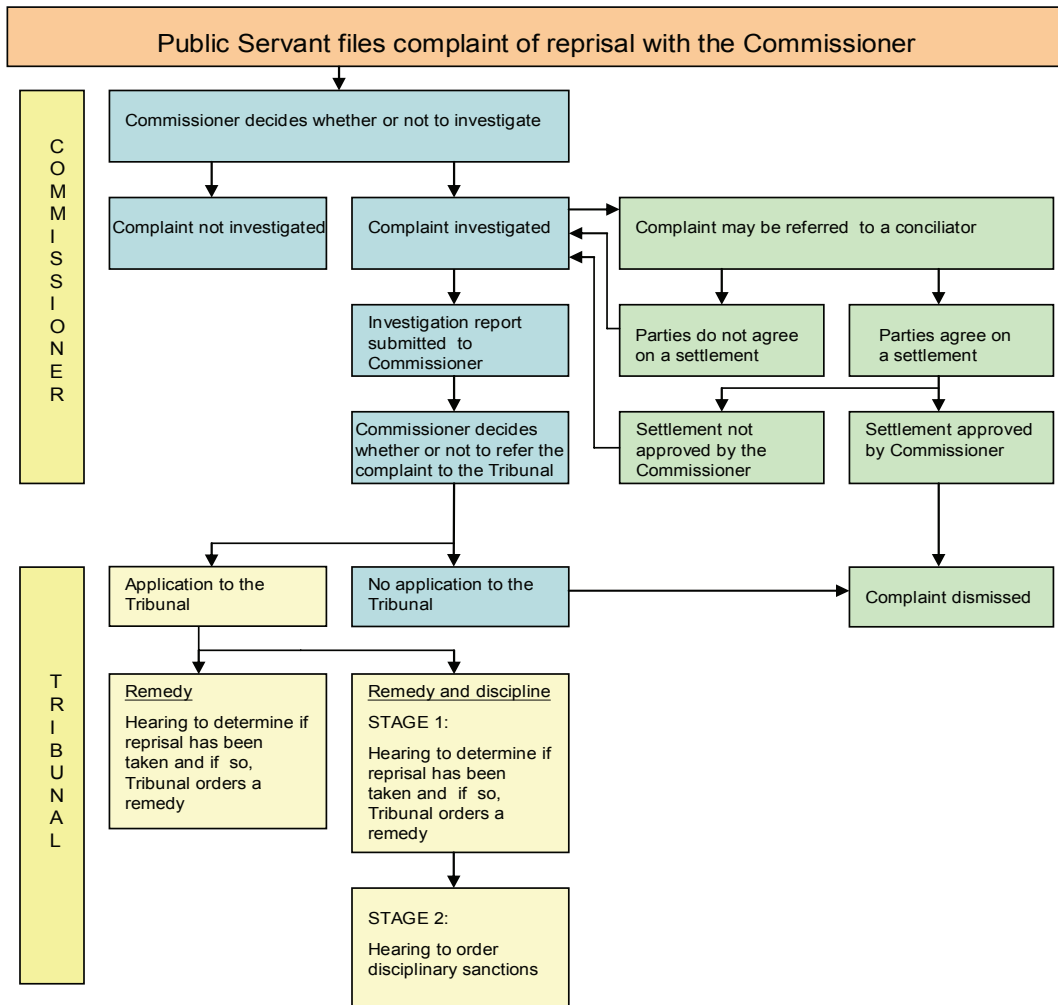 Public Servant files complaint of reprisal with the Commissioner
COMMISSIONER
Commissioner decides whether or not to investigate
Complaint not investigated
Complaint investigated
Complaint may be referred to a conciliator
Investigation report
submitted to
Commissioner
Parties do not agree
on a settlement
Parties agree on
a settlement
Commissioner decides
whether or not to refer the
complaint to the Tribunal
Settlement not
approved by the
Commissioner
Settlement approved
by Commissioner
TRIBUNAL
Application to the
Tribunal
No application to the
Tribunal
Complaint dismissed
Remedy
Hearing to determine if
reprisal has been
taken and if so,
Tribunal orders a
remedy
Remedy and discipline
STAGE 1:
Hearing to determine if
reprisal has been
taken and if so,
Tribunal orders a
remedy
STAGE 2:
Hearing to order
disciplinary sanctions